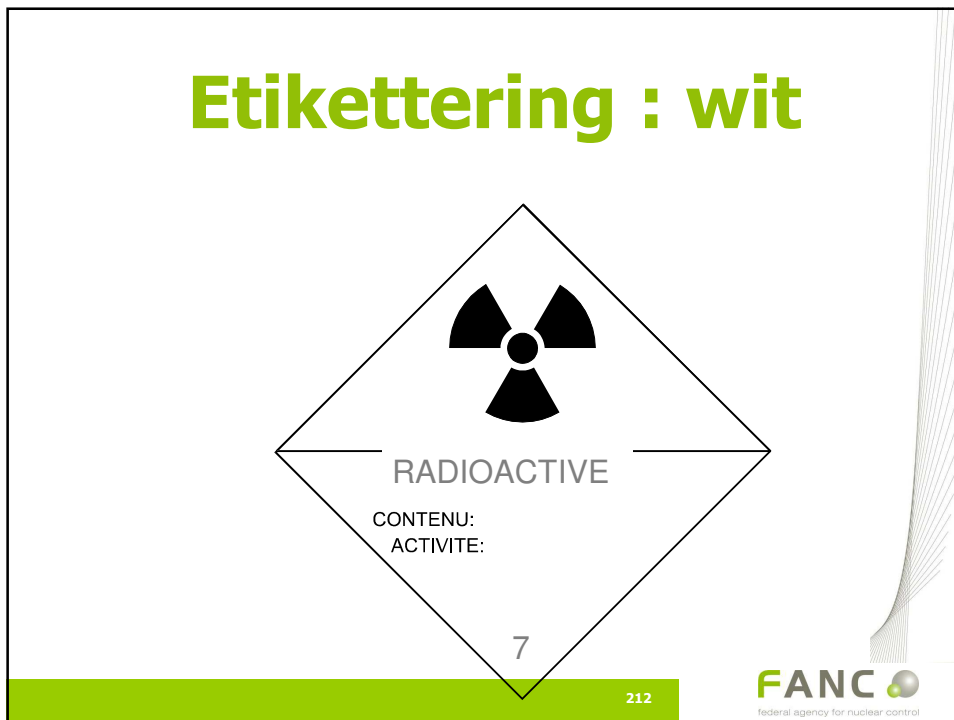 Etikettering : wit
RADIOACTIVE
CONTENU:
ACTIVITE:
7
212
FANC
federal agency for nuclear control